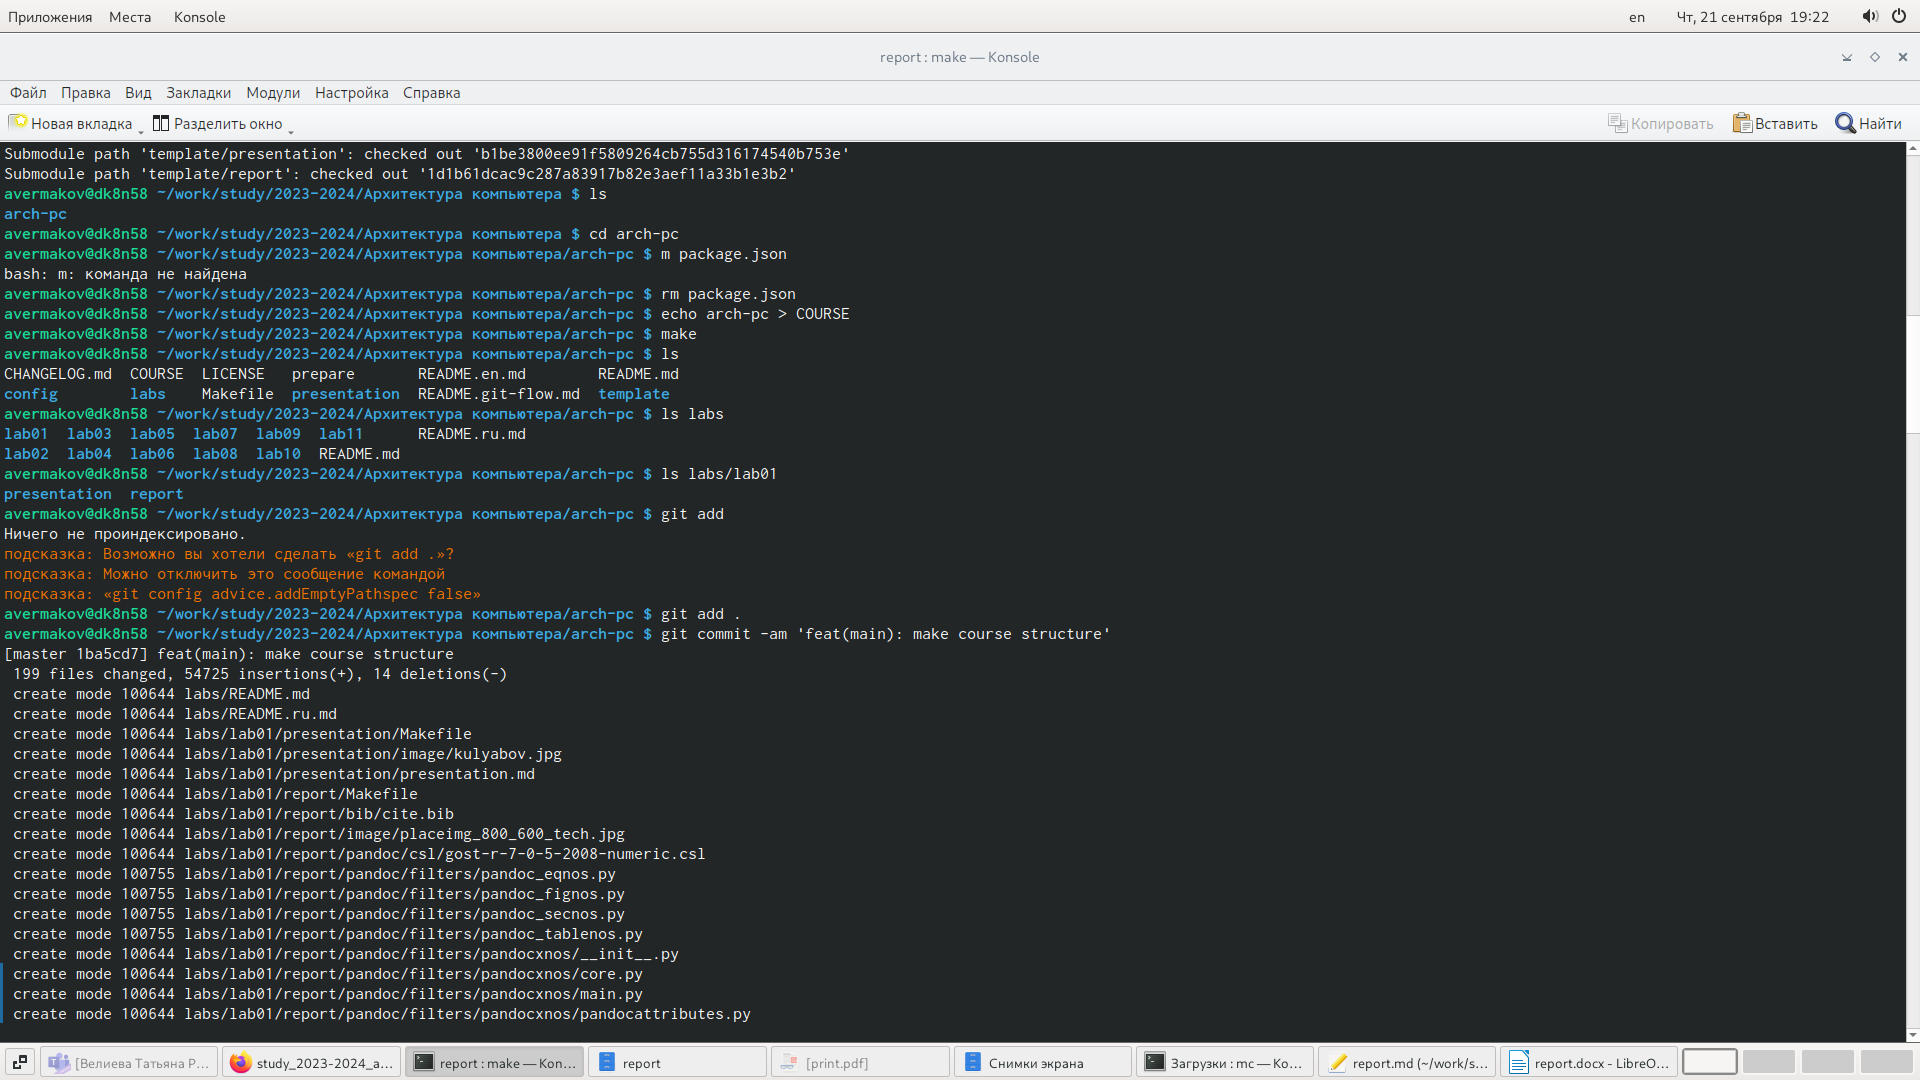 Приложения Места Konsole en Чт, 21 сентября 19:22
report : make — Konsole
Файл Правка Вид Закладки Модули Настройка Справка
Новая вкладка Разделить окно Копировать Вставить Найти
Submodule path 'template/presentation': checked out 'b1be3800ee91f5809264cb755d316174540b753e'
Submodule path 'template/report': checked out '1d1b61dcac9c287a83917b82e3aef11a33b1e3b2'
avermakov@dk8n58 ~/work/study/2023-2024/Архитектура компьютера $ ls
arch-pc
avermakov@dk8n58 ~/work/study/2023-2024/Архитектура компьютера $ cd arch-pc
avermakov@dk8n58 ~/work/study/2023-2024/Архитектура компьютера/arch-pc $ m package.json
bash: m: команда не найдена
avermakov@dk8n58 ~/work/study/2023-2024/Архитектура компьютера/arch-pc $ rm package.json
avermakov@dk8n58 ~/work/study/2023-2024/Архитектура компьютера/arch-pc $ echo arch-pc > COURSE
avermakov@dk8n58 ~/work/study/2023-2024/Архитектура компьютера/arch-pc $ make
avermakov@dk8n58 ~/work/study/2023-2024/Архитектура компьютера/arch-pc $ ls
CHANGELOG.md COURSE LICENSE prepare README.en.md README.md
config labs Makefile presentation README.git-flow.md template
avermakov@dk8n58 ~/work/study/2023-2024/Архитектура компьютера/arch-pc $ ls labs
lab01 lab03 lab05 lab07 lab09 lab11 README.ru.md
lab02 lab04 lab06 lab08 lab10 README.md
avermakov@dk8n58 ~/work/study/2023-2024/Архитектура компьютера/arch-pc $ ls labs/lab01
presentation report
avermakov@dk8n58 ~/work/study/2023-2024/Архитектура компьютера/arch-pc $ git add
Ничего не проиндексировано.
подсказка: Возможно вы хотели сделать «git add .»?
подсказка: Можно отключить это сообщение командой
подсказка: «git config advice.addEmptyPathspec false»
avermakov@dk8n58 ~/work/study/2023-2024/Архитектура компьютера/arch-pc $ git add .
avermakov@dk8n58 ~/work/study/2023-2024/Архитектура компьютера/arch-pc $ git commit -am 'feat(main): make course structure'
[master 1ba5cd7] feat(main): make course structure
199 files changed, 54725 insertions(+), 14 deletions(-)
create mode 100644 labs/README.md
create mode 100644 labs/README.ru.md
create mode 100644 labs/lab01/presentation/Makefile
create mode 100644 labs/lab01/presentation/image/kulyabov.jpg
create mode 100644 labs/lab01/presentation/presentation.md
create mode 100644 labs/lab01/report/Makefile
create mode 100644 labs/lab01/report/bib/cite.bib
create mode 100644 labs/lab01/report/image/placeimg_800_600_tech.jpg
create mode 100644 labs/lab01/report/pandoc/csl/gost-r-7-0-5-2008-numeric.csl
create mode 100755 labs/lab01/report/pandoc/filters/pandoc_eqnos.py
create mode 100755 labs/lab01/report/pandoc/filters/pandoc_fignos.py
create mode 100755 labs/lab01/report/pandoc/filters/pandoc_secnos.py
create mode 100755 labs/lab01/report/pandoc/filters/pandoc_tablenos.py
create mode 100644 labs/lab01/report/pandoc/filters/pandocxnos/__init__.py
create mode 100644 labs/lab01/report/pandoc/filters/pandocxnos/core.py
create mode 100644 labs/lab01/report/pandoc/filters/pandocxnos/main.py
create mode 100644 labs/lab01/report/pandoc/filters/pandocxnos/pandocattributes.py
[Велиева Татьяна Р... study_2023-2024_a... report : make — Kon... report [print.pdf] Снимки экрана Загрузки : mc — Ko... report.md (~/work/s... report.docx - LibreO...